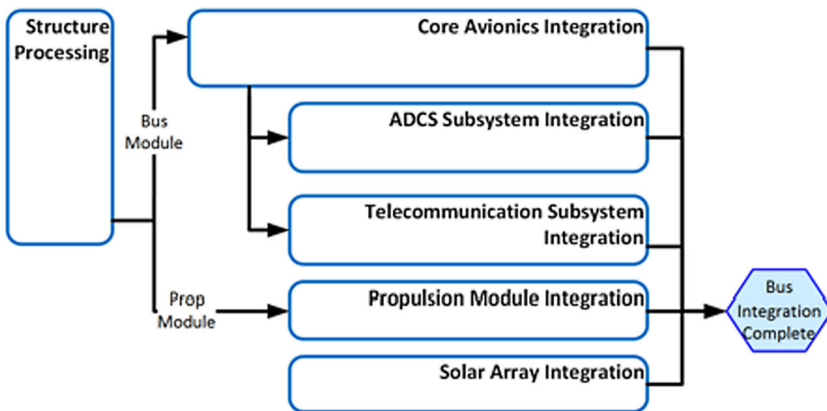 Structure
Processing
Core Avionics Integration
Bus
Module
ADCS Subsystem Integration
Telecommunication Subsystem
Integration
Prop
Module
Propulsion Module Integration
Bus
Integration
Complete
Solar Array Integration